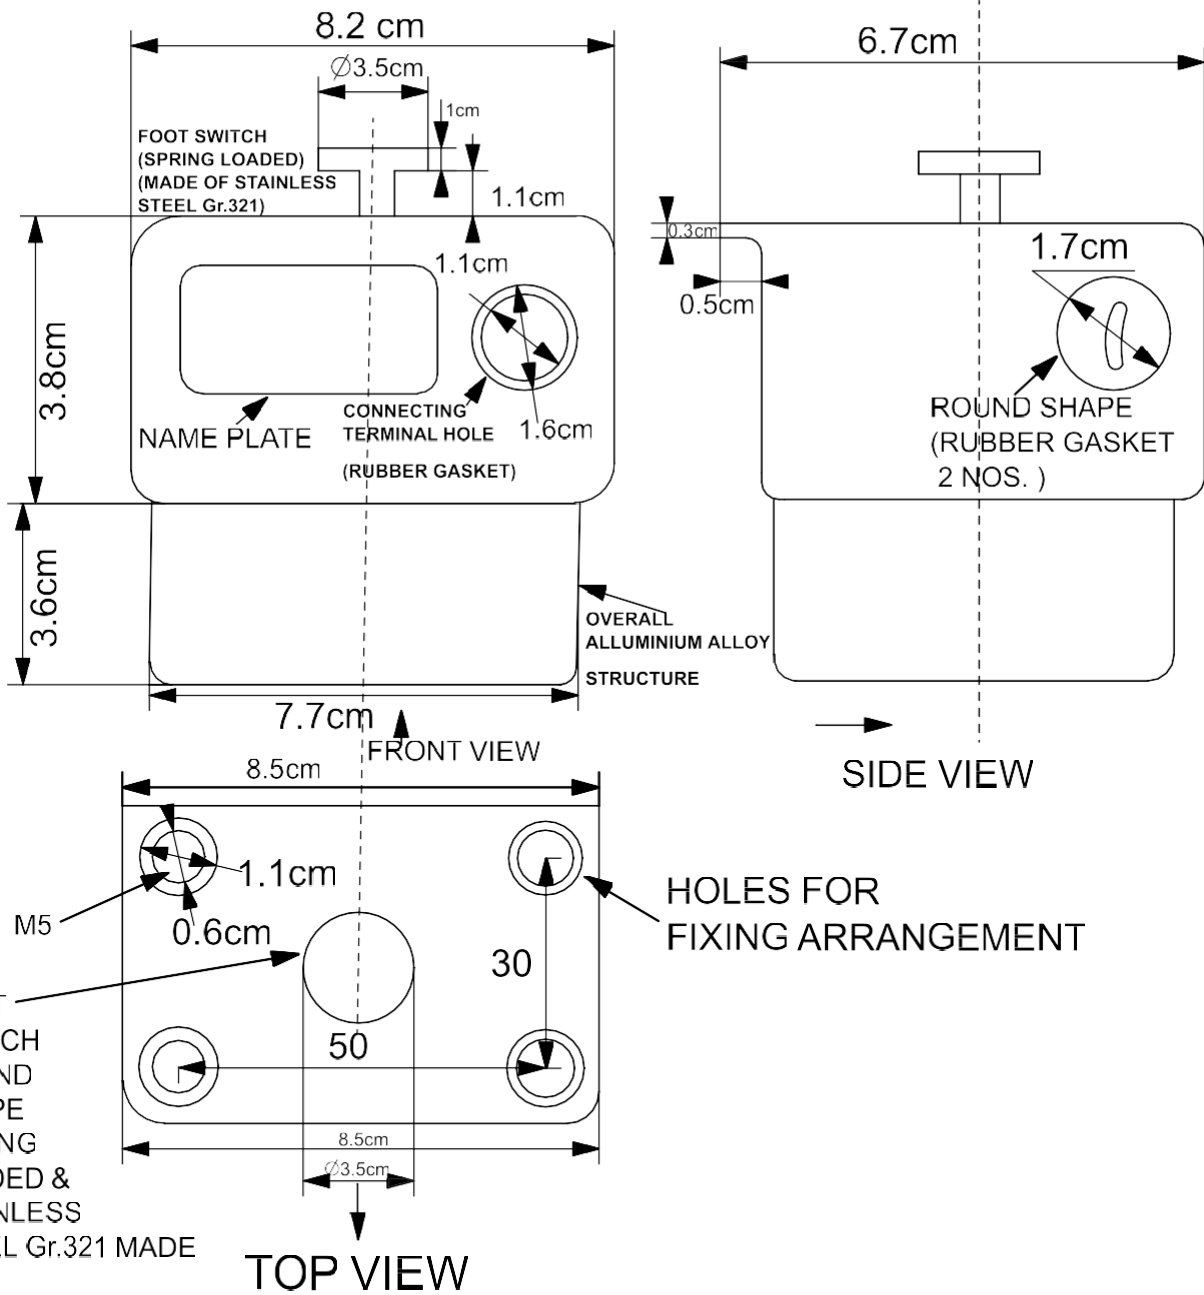 8.2 cm
Ø3.5cm
1cm
FOOT SWITCH
(SPRING LOADED)
(MADE OF STAINLESS
STEEL Gr.321)
1.1cm
1.1cm
3.8cm
NAME PLATE
CONNECTING
TERMINAL HOLE
(RUBBER GASKET)
1.6cm
3.6cm
OVERALL
ALLUMINIUM ALLOY
STRUCTURE
7.7cm
FRONT VIEW
6.7cm
0.3cm
0.5cm
1.7cm
ROUND SHAPE
(RUBBER GASKET
2 NOS. )
SIDE VIEW
8.5cm
1.1cm
M5
0.6cm
HOLES FOR
FIXING ARRANGEMENT
30
50
CH
ND
PE
NG
DED &
NLESS
EL Gr.321 MADE
8.5cm
Ø3.5cm
TOP VIEW